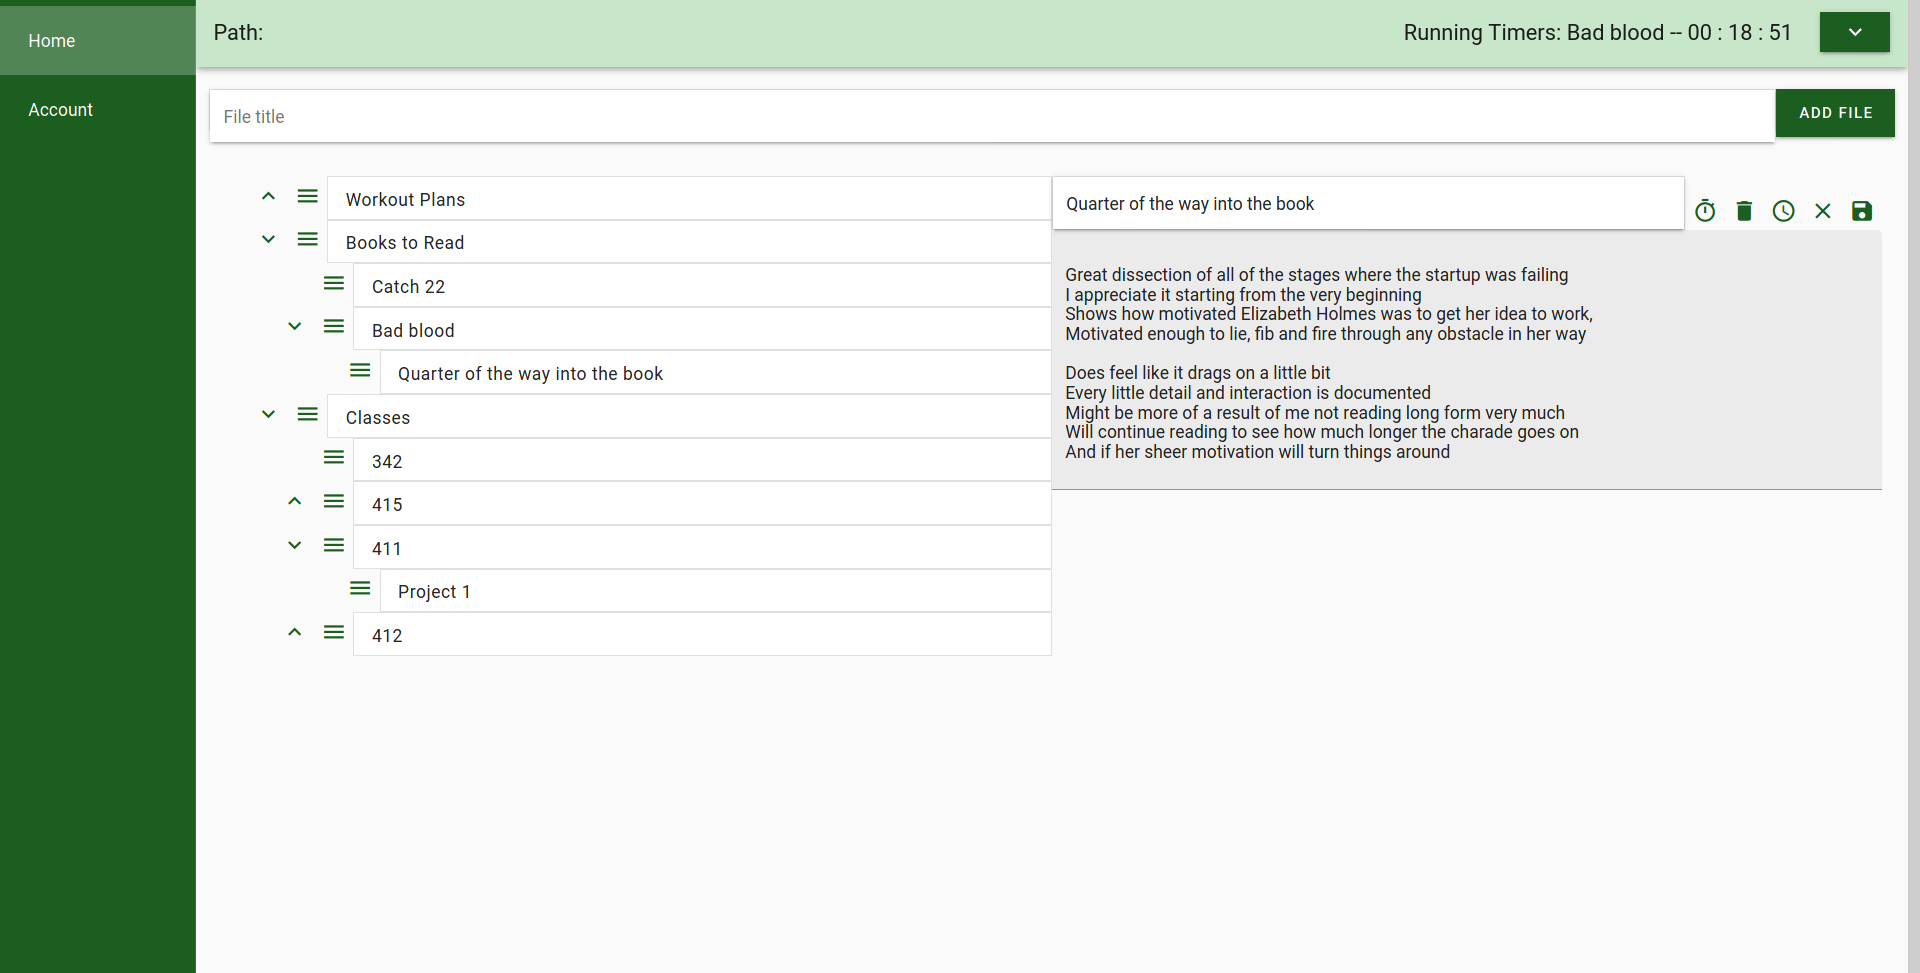 Home
Account
Path:
Running Timers: Bad blood -- 00 : 18 : 51
File title
ADD FILE
Workout Plans
Books to Read
Catch 22
Bad blood
Quarter of the way into the book
Classes
342
415
411
Project 1
412
Quarter of the way into the book
Great dissection of all of the stages where the startup was failing
I appreciate it starting from the very beginning
Shows how motivated Elizabeth Holmes was to get her idea to work,
Motivated enough to lie, fib and fire through any obstacle in her way
Does feel like it drags on a little bit
Every little detail and interaction is documented
Might be more of a result of me not reading long form very much
Will continue reading to see how much longer the charade goes on
And if her sheer motivation will turn things around